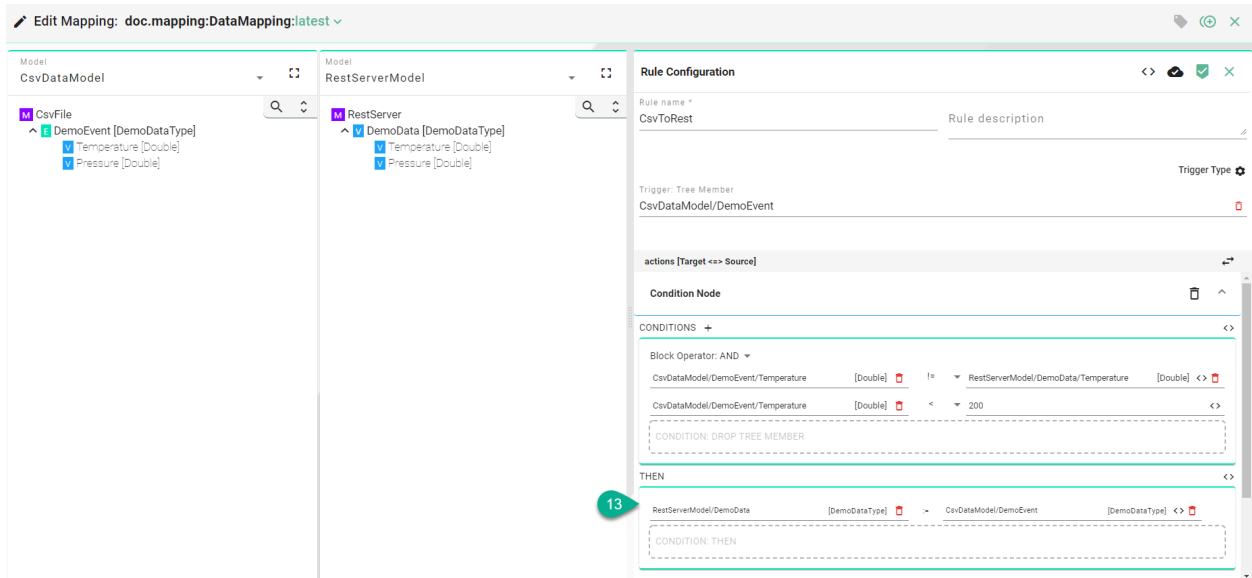 Edit Mapping: doc.mapping:DataMapping:latest
Model
CsvDataModel
M CsvFile
E DemoEvent [DemoDataType]
V Temperature [Double]
V Pressure [Double]
Model
RestServerModel
M RestServer
V DemoData [DemoDataType]
V Temperature [Double]
V Pressure [Double]
Rule Configuration
Rule name *
CsvToRest
Rule description
Trigger Type
Trigger: Tree Member
CsvDataModel/DemoEvent
actions [Target <=> Source]
Condition Node
CONDITIONS +
Block Operator: AND
CsvDataModel/DemoEvent/Temperature [Double] != RestServerModel/DemoData/Temperature [Double] <>
CsvDataModel/DemoEvent/Temperature [Double] < 200 <>
CONDITION: DROP TREE MEMBER
THEN
13
RestServerModel/DemoData [DemoDataType] := CsvDataModel/DemoEvent [DemoDataType] <>
CONDITION: THEN